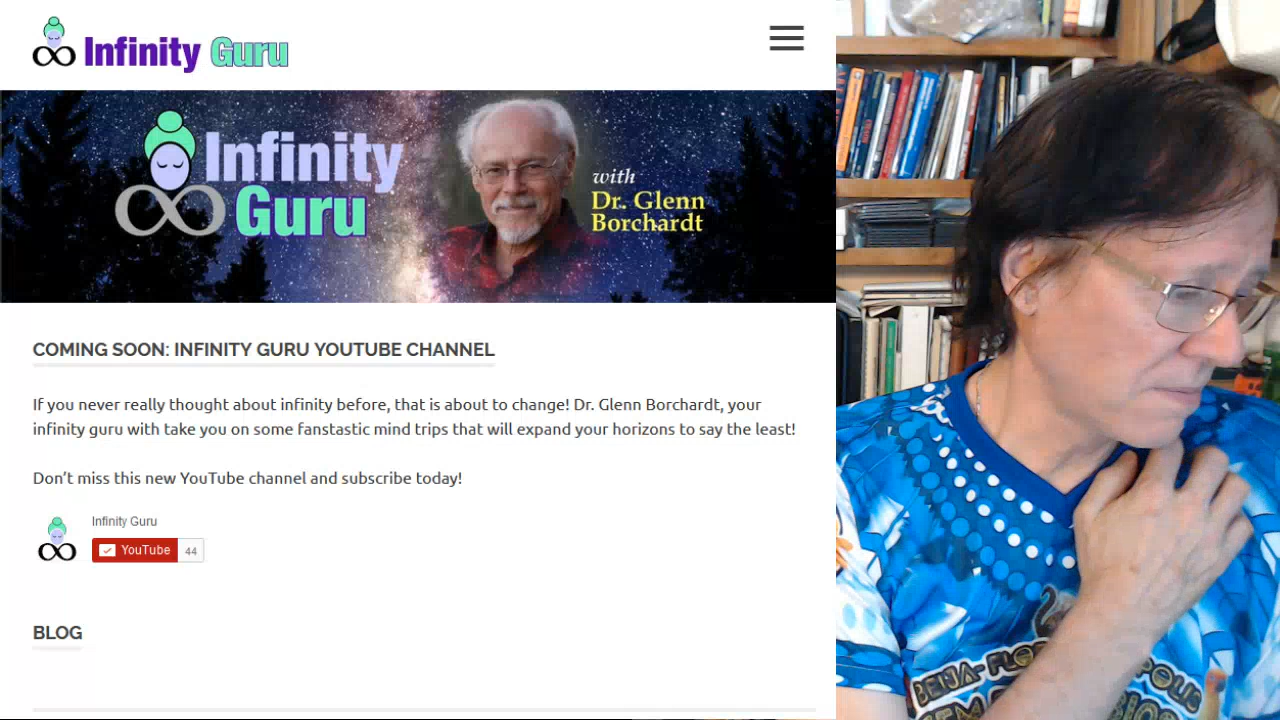 Infinity Guru
Infinity
Guru
with
Dr. Glenn
Borchardt
COMING SOON: INFINITY GURU YOUTUBE CHANNEL
If you never really thought about infinity before, that is about to change! Dr. Glenn Borchardt, your
infinity guru with take you on some fanstastic mind trips that will expand your horizons to say the least!
Don’t miss this new YouTube channel and subscribe today!
Infinity Guru
YouTube 44
BLOG
BEIJA-FLO